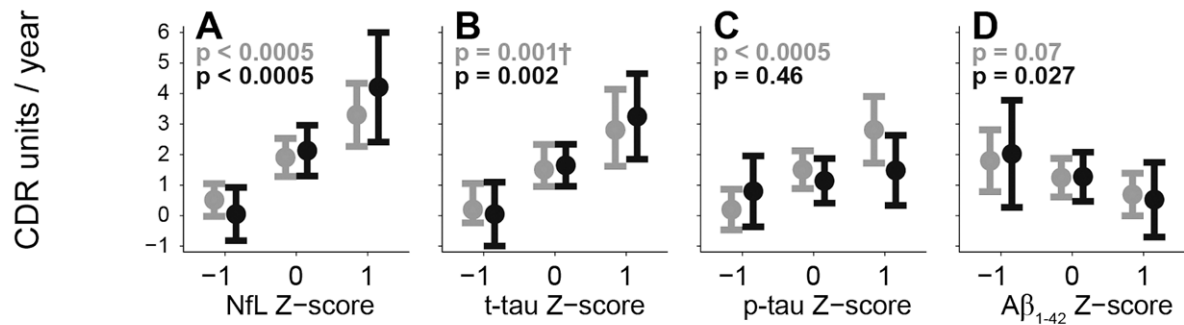 CDR units / year
6
5
4
3
2
1
0
−1
A
p < 0.0005
p < 0.0005
−1 0 1
NfL Z−score
B
p = 0.001†
p = 0.002
−1 0 1
t-tau Z−score
C
p < 0.0005
p = 0.46
−1 0 1
p-tau Z−score
D
p = 0.07
p = 0.027
−1 0 1
Aβ₁₋₄₂ Z−score